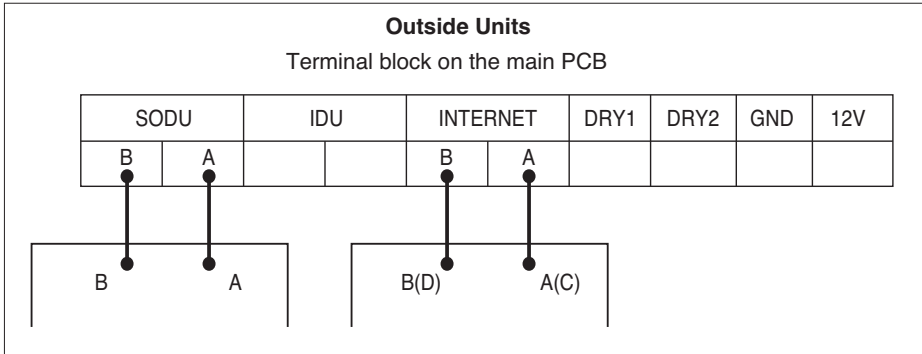 Outside Units
Terminal block on the main PCB
SODU IDU INTERNET DRY1 DRY2 GND 12V
B A B A
B A B(D) A(C)